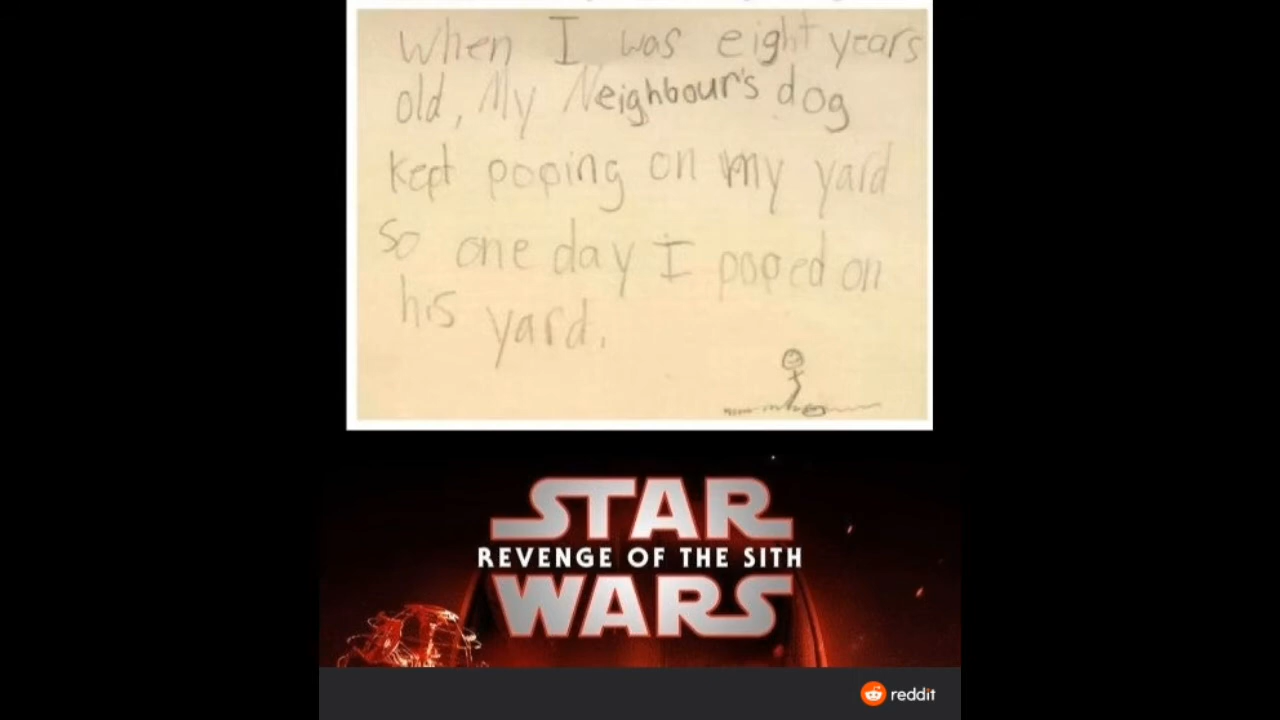 When I was eight years
old, My Neighbour's dog
kept poping on my yard
so one day I poped on
his yard.
STAR
REVENGE OF THE SITH
WARS
reddit